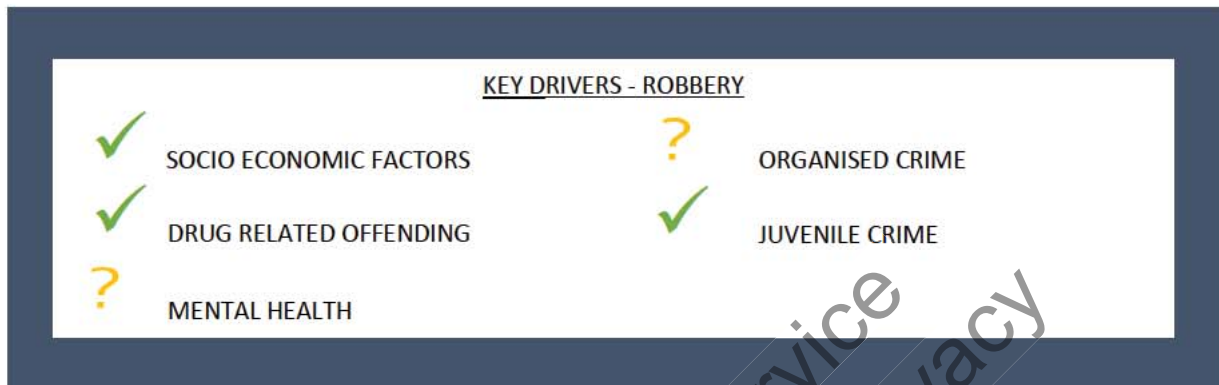 KEY DRIVERS - ROBBERY
? ORGANISED CRIME
SOCIO ECONOMIC FACTORS
DRUG RELATED OFFENDING
JUVENILE CRIME
? MENTAL HEALTH